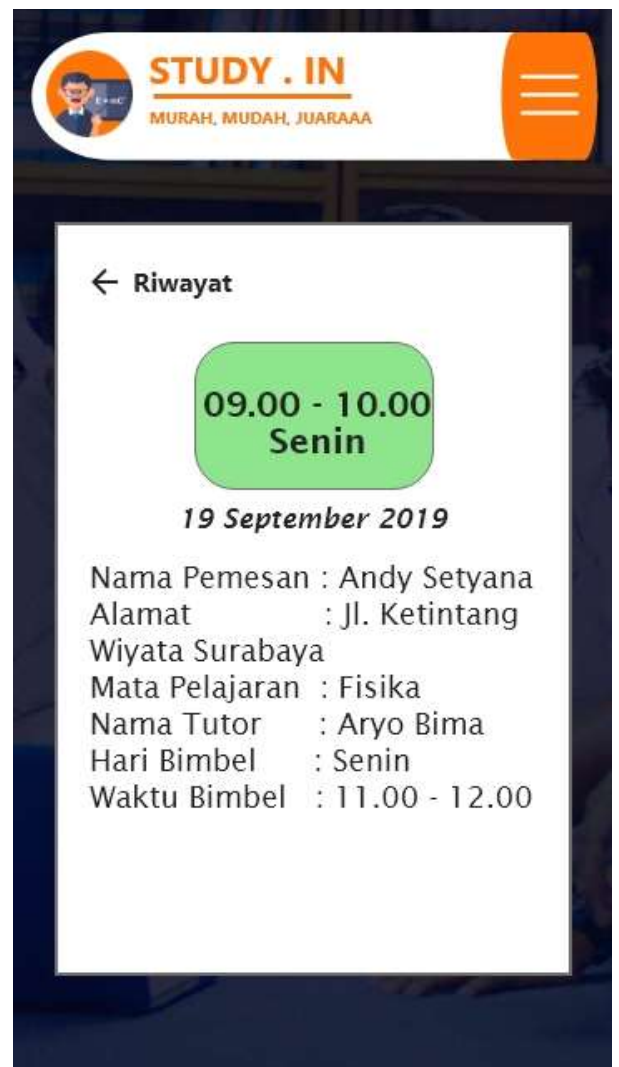 STUDY . IN
MURAH, MUDAH, JUARAAA
Riwayat
09.00 - 10.00
Senin
19 September 2019
Nama Pemesan : Andy Setyana
Alamat : Jl. Ketintang
Wiyata Surabaya
Mata Pelajaran : Fisika
Nama Tutor : Aryo Bima
Hari Bimbel : Senin
Waktu Bimbel : 11.00 - 12.00